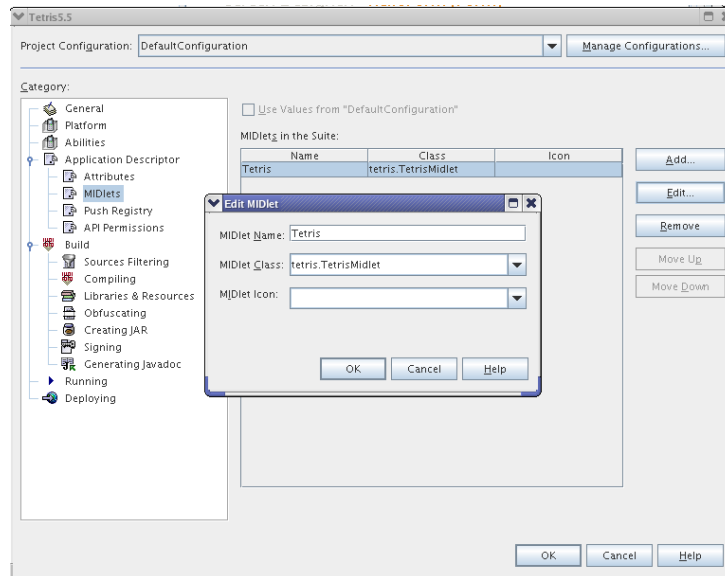 Tetris5.5
Project Configuration: DefaultConfiguration Manage Configurations...
Category:
General
Platform
Abilities
Application Descriptor
Attributes
MIDlets
Push Registry
API Permissions
Build
Sources Filtering
Compiling
Libraries & Resources
Obfuscating
Creating JAR
Signing
Generating Javadoc
Running
Deploying
Use Values from "DefaultConfiguration"
MIDlets in the Suite:
Name Class Icon
Tetris tetris.TetrisMidlet
Add...
Edit...
Remove
Move Up
Move Down
Edit MIDlet
MIDlet Name: Tetris
MIDlet Class: tetris.TetrisMidlet
MIDlet Icon:
OK Cancel Help
OK Cancel Help